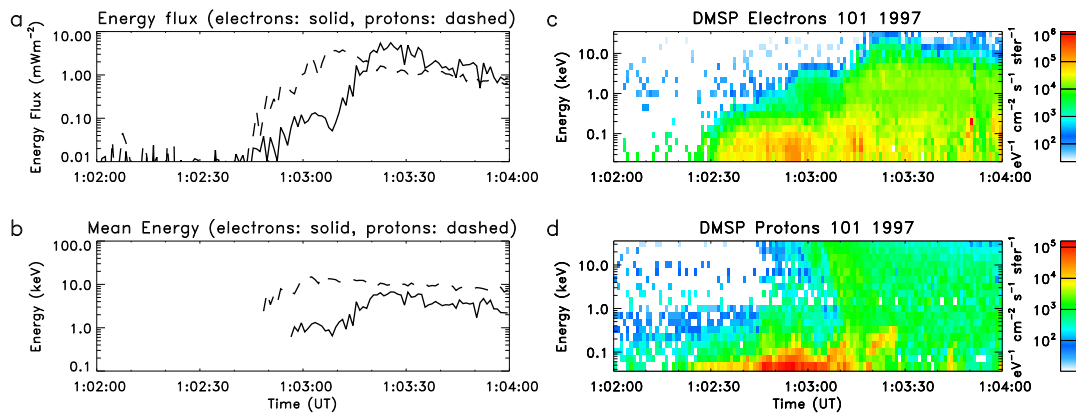 a
Energy flux (electrons: solid, protons: dashed)
Energy Flux (mWm⁻²)
10.00
1.00
0.10
0.01
1:02:00 1:02:30 1:03:00 1:03:30 1:04:00
c
DMSP Electrons 101 1997
Energy (keV)
10.0
1.0
0.1
1:02:00 1:02:30 1:03:00 1:03:30 1:04:00
10⁶
10⁵
10⁴
10³
10²
eV⁻¹ cm⁻² s⁻¹ ster⁻¹
b
Mean Energy (electrons: solid, protons: dashed)
Energy (keV)
100.0
10.0
1.0
0.1
1:02:00 1:02:30 1:03:00 1:03:30 1:04:00
Time (UT)
d
DMSP Protons 101 1997
Energy (keV)
10.0
1.0
0.1
1:02:00 1:02:30 1:03:00 1:03:30 1:04:00
Time (UT)
10⁵
10⁴
10³
10²
eV⁻¹ cm⁻² s⁻¹ ster⁻¹